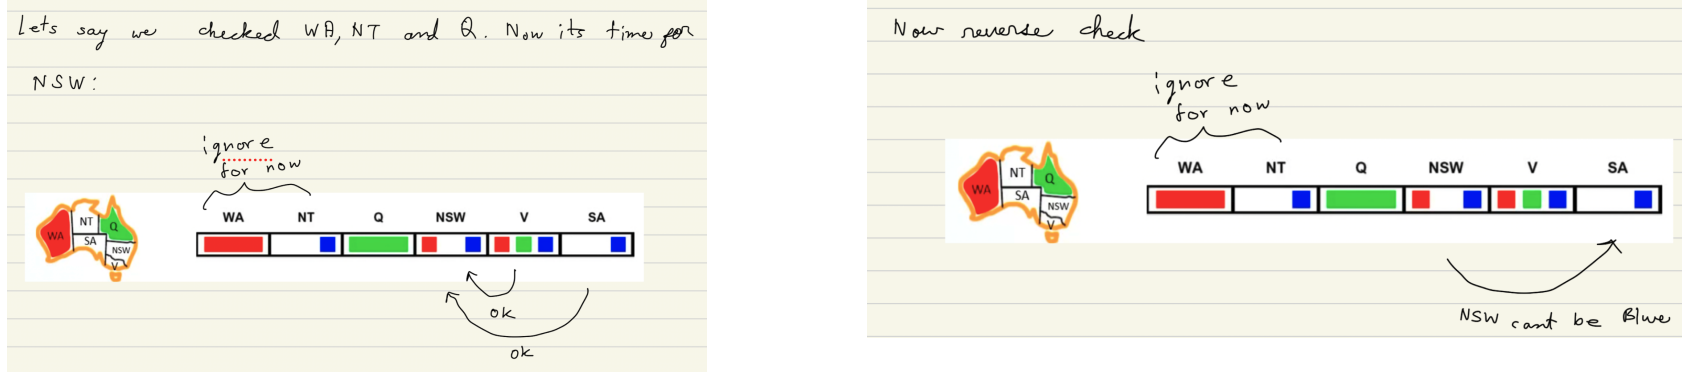 Lets say we checked WA, NT and Q. Now its time for
NSW:
ignore
for now
WA NT Q NSW V SA
WA NT Q SA NSW V
ok
ok
Now reverse check
ignore
for now
WA NT Q NSW V SA
WA NT Q SA NSW V
NSW cant be Blue